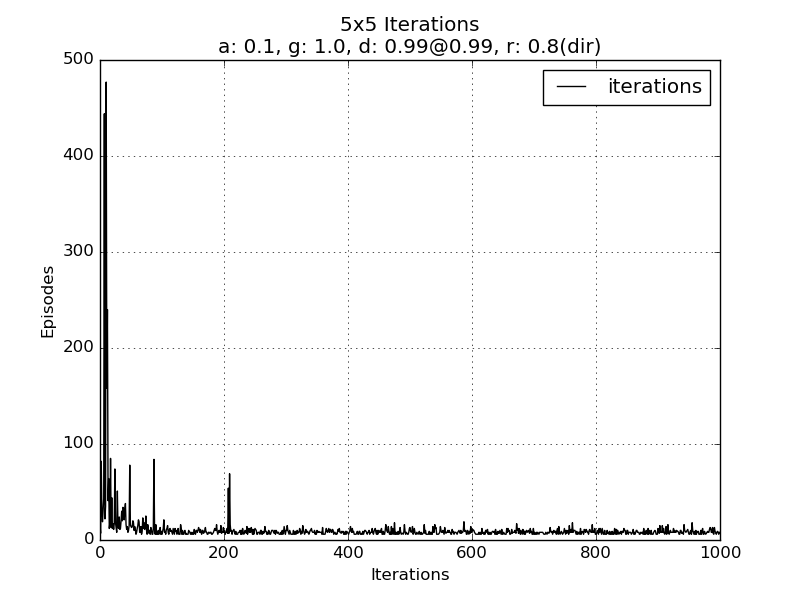 5x5 Iterations
a: 0.1, g: 1.0, d: 0.99@0.99, r: 0.8(dir)
500
iterations
400
300
Episodes
200
100
0
0 200 400 600 800 1000
Iterations